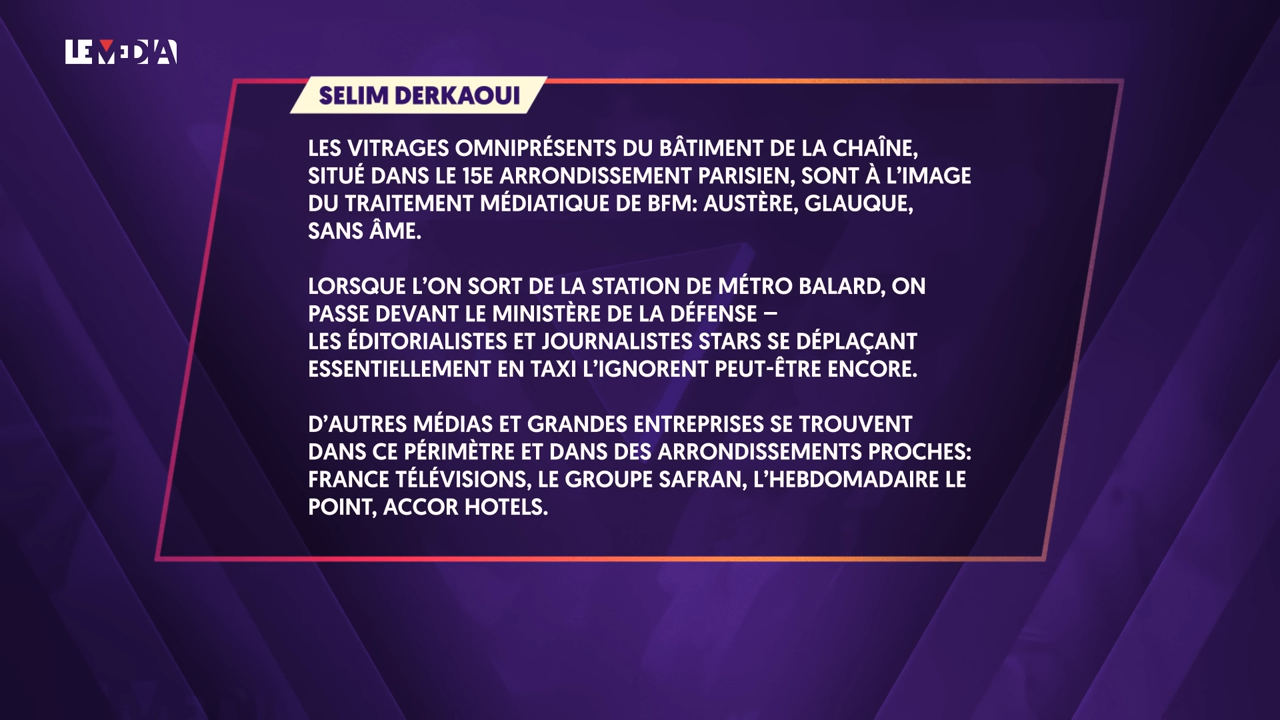 LE MEDIA
SELIM DERKAOUI
LES VITRAGES OMNIPRÉSENTS DU BÂTIMENT DE LA CHAÎNE,
SITUÉ DANS LE 15E ARRONDISSEMENT PARISIEN, SONT À L’IMAGE
DU TRAITEMENT MÉDIATIQUE DE BFM: AUSTÈRE, GLAUQUE,
SANS ÂME.
LORSQUE L’ON SORT DE LA STATION DE MÉTRO BALARD, ON
PASSE DEVANT LE MINISTÈRE DE LA DÉFENSE –
LES ÉDITORIALISTES ET JOURNALISTES STARS SE DÉPLAÇANT
ESSENTIELLEMENT EN TAXI L’IGNORENT PEUT-ÊTRE ENCORE.
D’AUTRES MÉDIAS ET GRANDES ENTREPRISES SE TROUVENT
DANS CE PÉRIMÈTRE ET DANS DES ARRONDISSEMENTS PROCHES:
FRANCE TÉLÉVISIONS, LE GROUPE SAFRAN, L’HEBDOMADAIRE LE
POINT, ACCOR HOTELS.